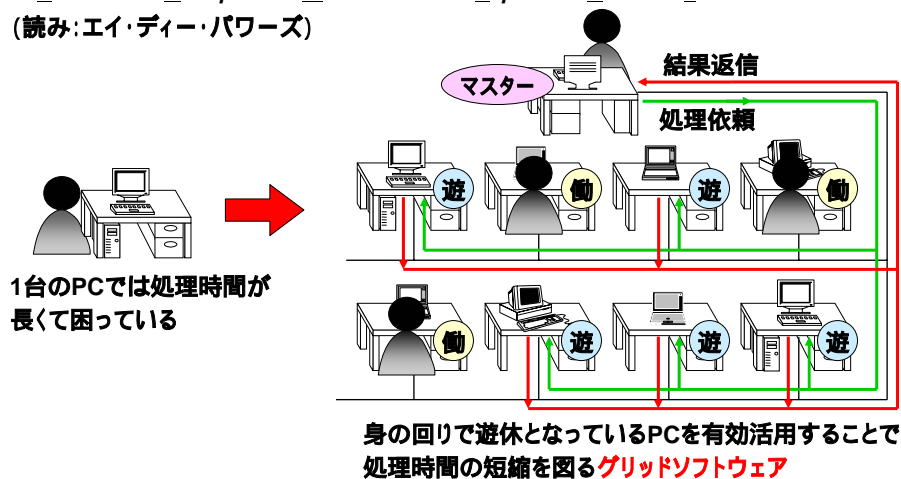 (読み：エイ・ディー・パワーズ)
結果返信
マスター
処理依頼
遊
働
遊
働
1台のPCでは処理時間が
長くて困っている
働
遊
遊
遊
身の回りで遊休となっているPCを有効活用することで
処理時間の短縮を図るグリッドソフトウェア